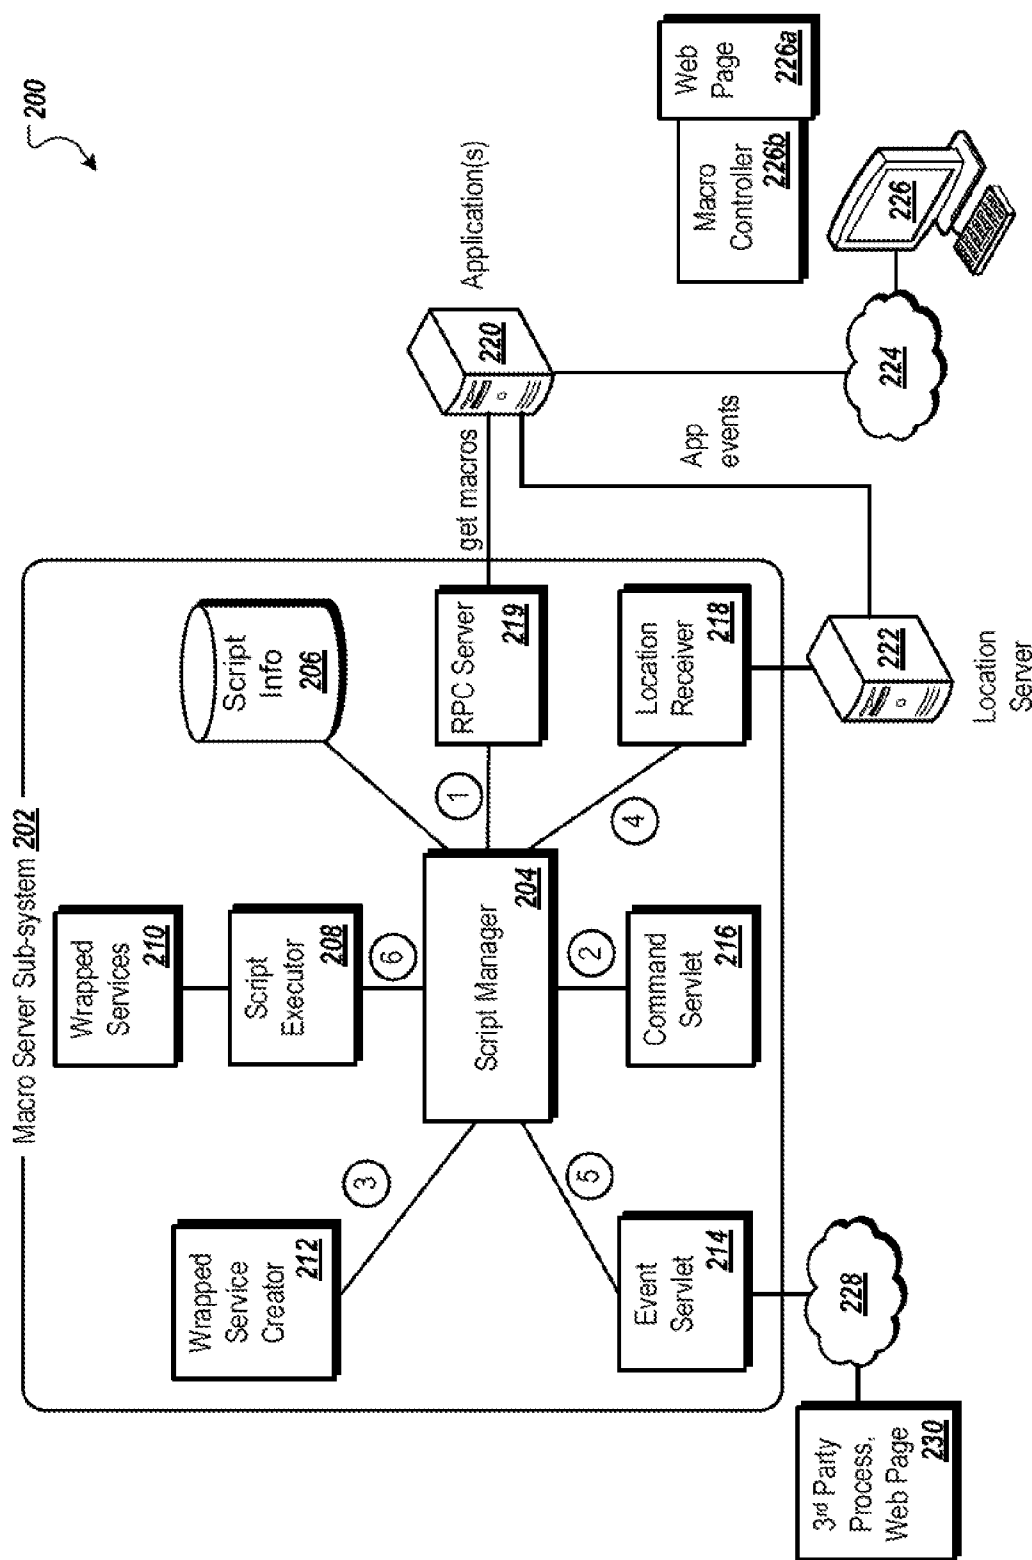 200
Macro Server Sub-system 202
Wrapped
Service
Creator
212
Wrapped
Services
210
Script
Executor
208
Script
Info
206
3
6
1
Script Manager
204
RPC Server
219
get macros
220
Application(s)
5
2
4
Event
Servlet
214
Command
Servlet
216
Location
Receiver
218
App
events
Macro
Controller
226b
Web
Page
226a
3rd Party
Process,
Web Page
230
228
222
Location
Server
224
226